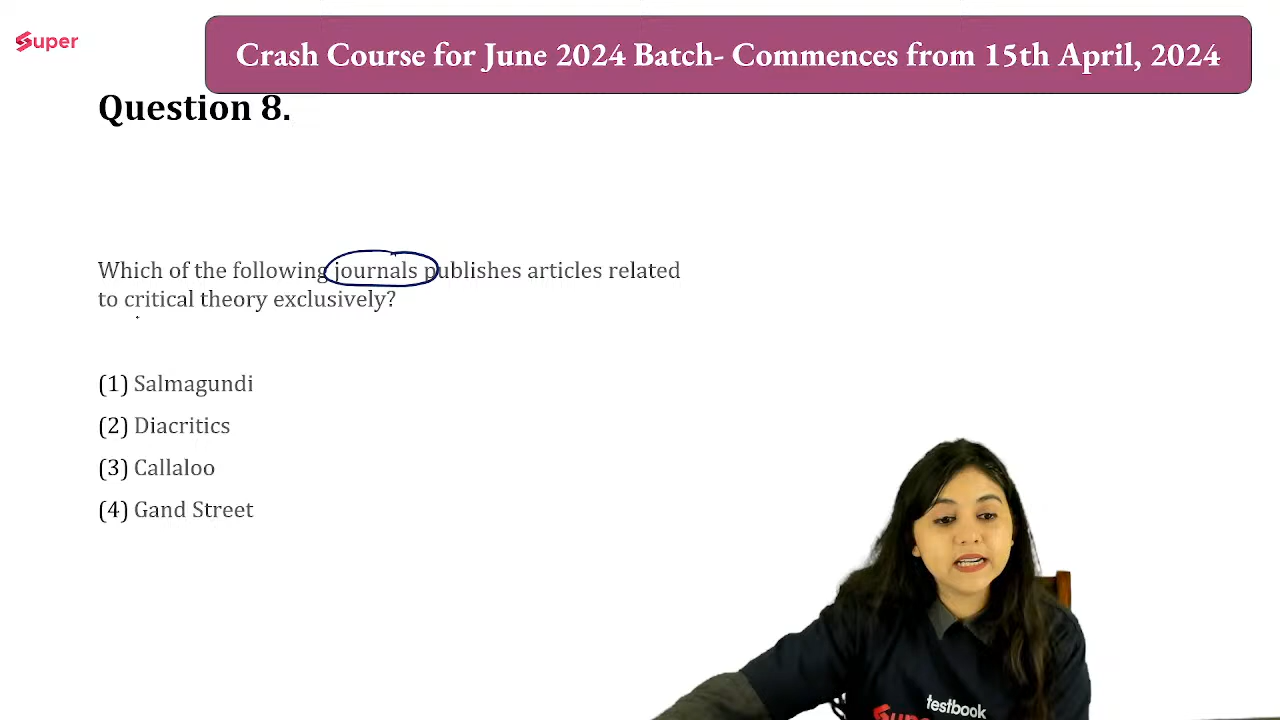 Super
Crash Course for June 2024 Batch- Commences from 15th April, 2024
Question 8.
Which of the following journals publishes articles related
to critical theory exclusively?
(1) Salmagundi
(2) Diacritics
(3) Callaloo
(4) Gand Street
testbook
Super